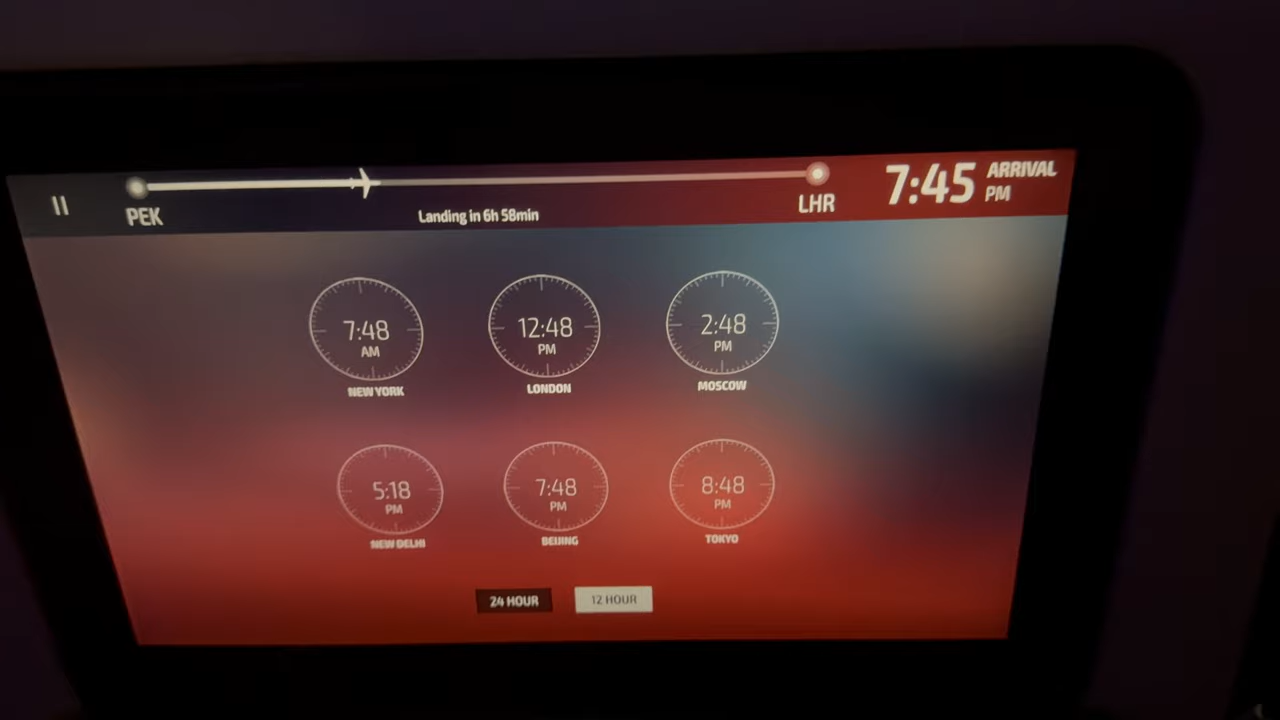 PEK
Landing in 6h 58min
LHR
7:45 ARRIVAL PM
7:48
AM
NEW YORK
12:48
PM
LONDON
2:48
PM
MOSCOW
5:18
PM
NEW DELHI
7:48
PM
BEIJING
8:48
PM
TOKYO
24 HOUR
12 HOUR